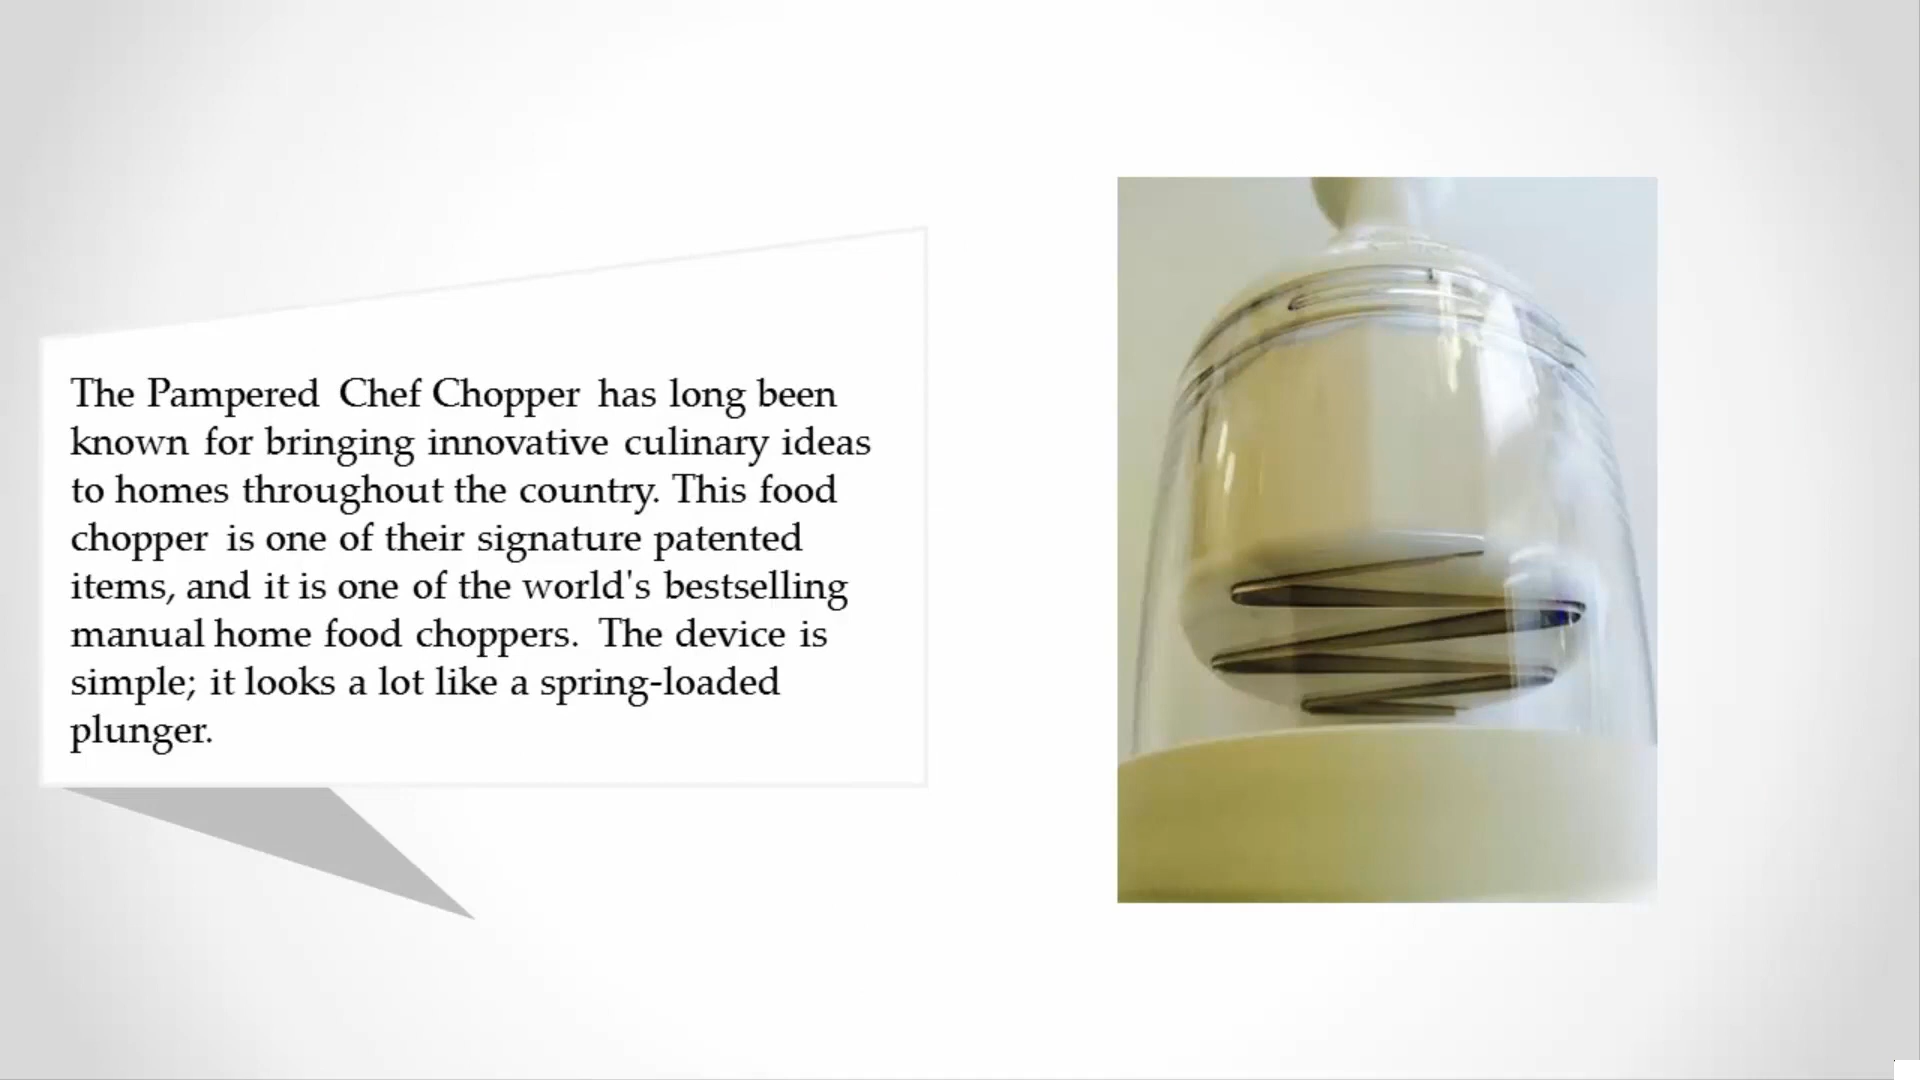 The Pampered Chef Chopper has long been
known for bringing innovative culinary ideas
to homes throughout the country. This food
chopper is one of their signature patented
items, and it is one of the world's bestselling
manual home food choppers. The device is
simple; it looks a lot like a spring-loaded
plunger.